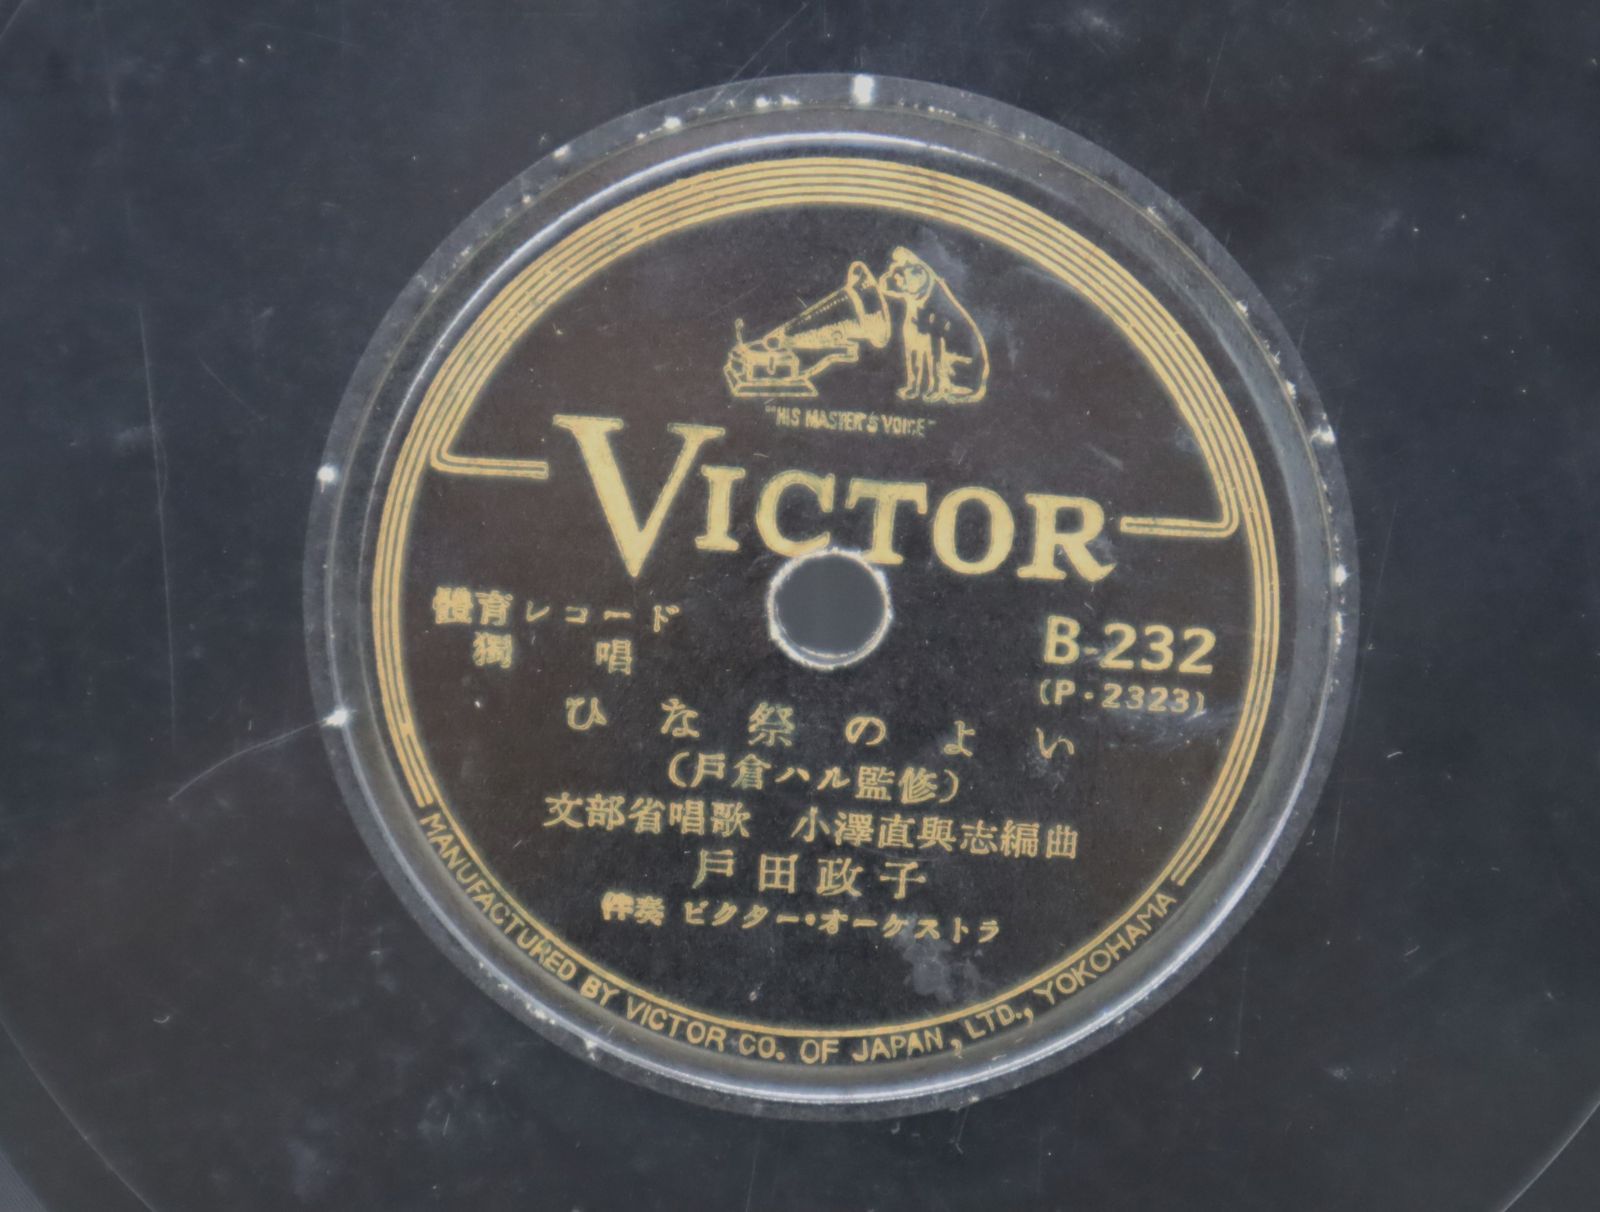 "HIS MASTER'S VOICE"
VICTOR
體育レコード
獨唱
B-232
(P・2323)
ひな祭のよい
(戸倉ハル監修)
文部省唱歌 小澤直與志編曲
戸田政子
伴奏 ビクター・オーケストラ
MANUFACTURED BY VICTOR CO. OF JAPAN, LTD., YOKOHAMA